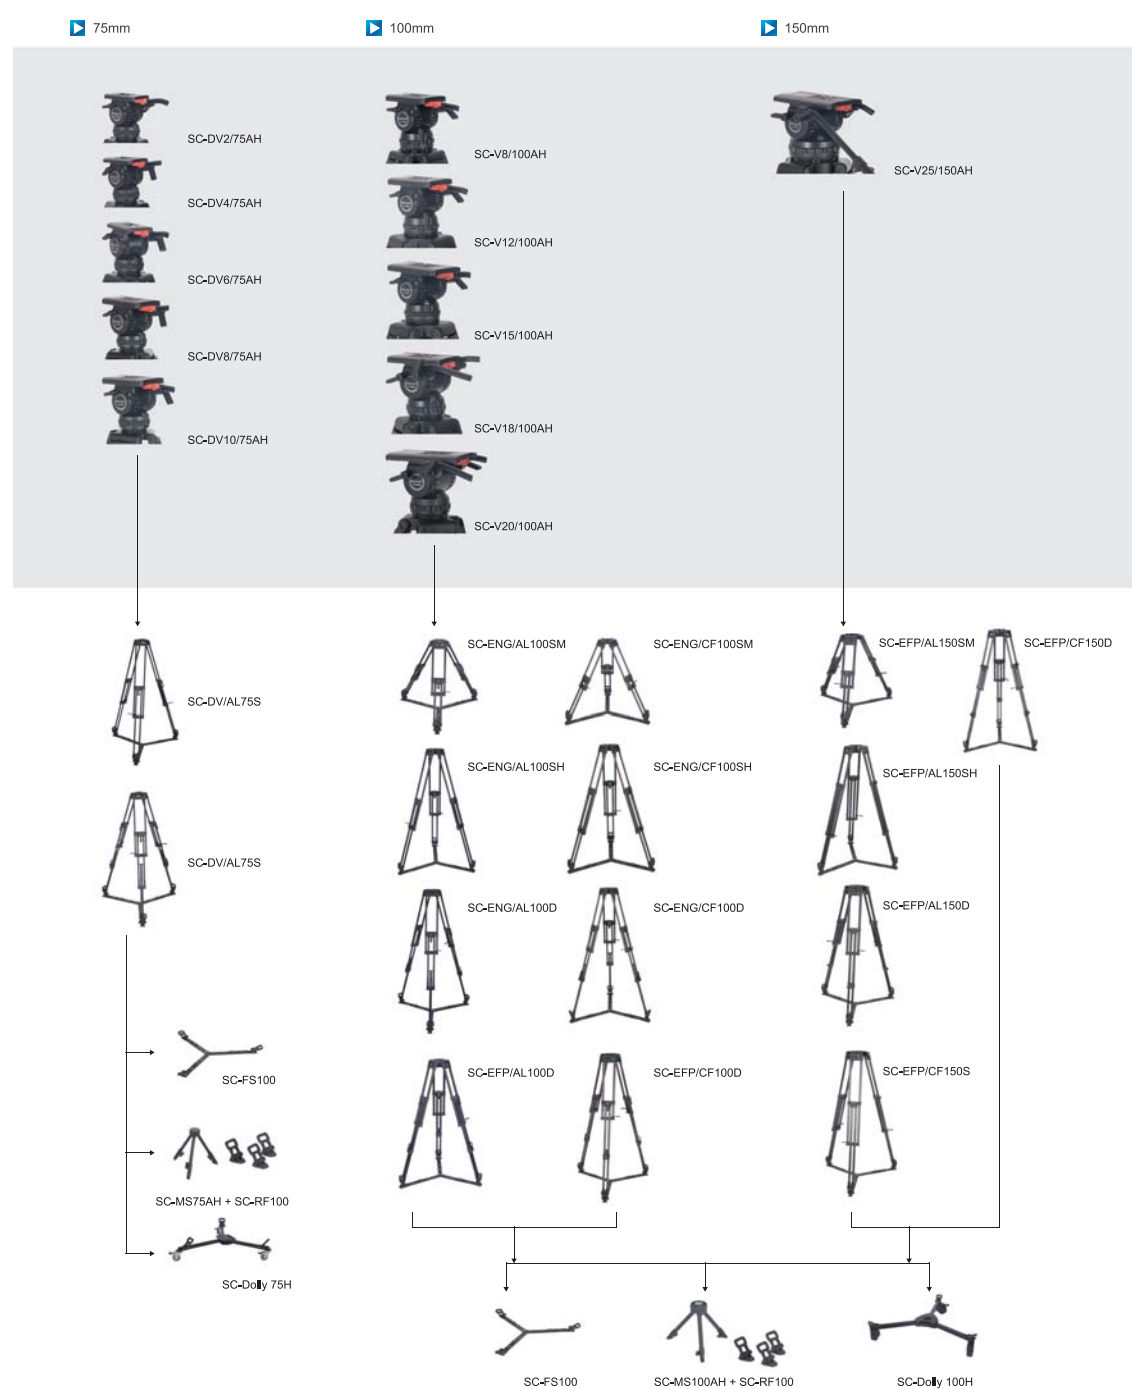 75mm
100mm
150mm
SC-DV2/75AH
SC-DV4/75AH
SC-DV6/75AH
SC-DV8/75AH
SC-DV10/75AH
SC-V8/100AH
SC-V12/100AH
SC-V15/100AH
SC-V18/100AH
SC-V20/100AH
SC-V25/150AH
SC-DV/AL75S
SC-DV/AL75S
SC-FS100
SC-MS75AH + SC-RF100
SC-Dolly 75H
SC-ENG/AL100SM
SC-ENG/CF100SM
SC-ENG/AL100SH
SC-ENG/CF100SH
SC-ENG/AL100D
SC-ENG/CF100D
SC-EFP/AL100D
SC-EFP/CF100D
SC-EFP/AL150SM
SC-EFP/CF150D
SC-EFP/AL150SH
SC-EFP/AL150D
SC-EFP/CF150S
SC-FS100
SC-MS100AH + SC-RF100
SC-Dolly 100H